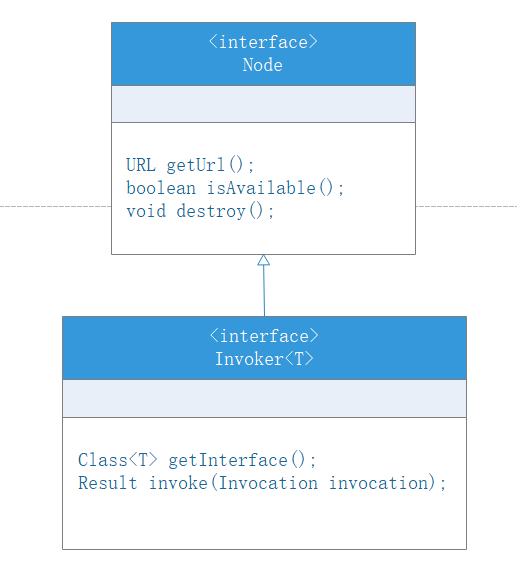 <interface>
Node
URL getUrl();
boolean isAvailable();
void destroy();
<interface>
Invoker<T>
Class<T> getInterface();
Result invoke(Invocation invocation);